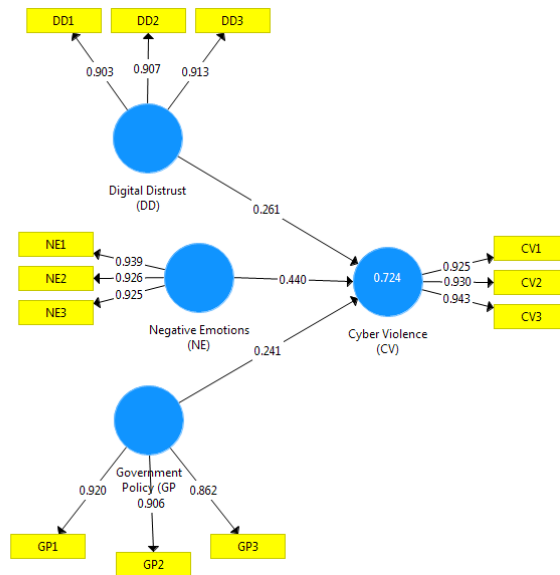 DD1
DD2
DD3
0.903
0.907
0.913
Digital Distrust
(DD)
0.261
NE1
NE2
NE3
0.939
0.926
0.925
Negative Emotions
(NE)
0.440
0.724
Cyber Violence
(CV)
0.925
0.930
0.943
CV1
CV2
CV3
0.241
Government
Policy (GP
0.920
0.906
0.862
GP1
GP2
GP3